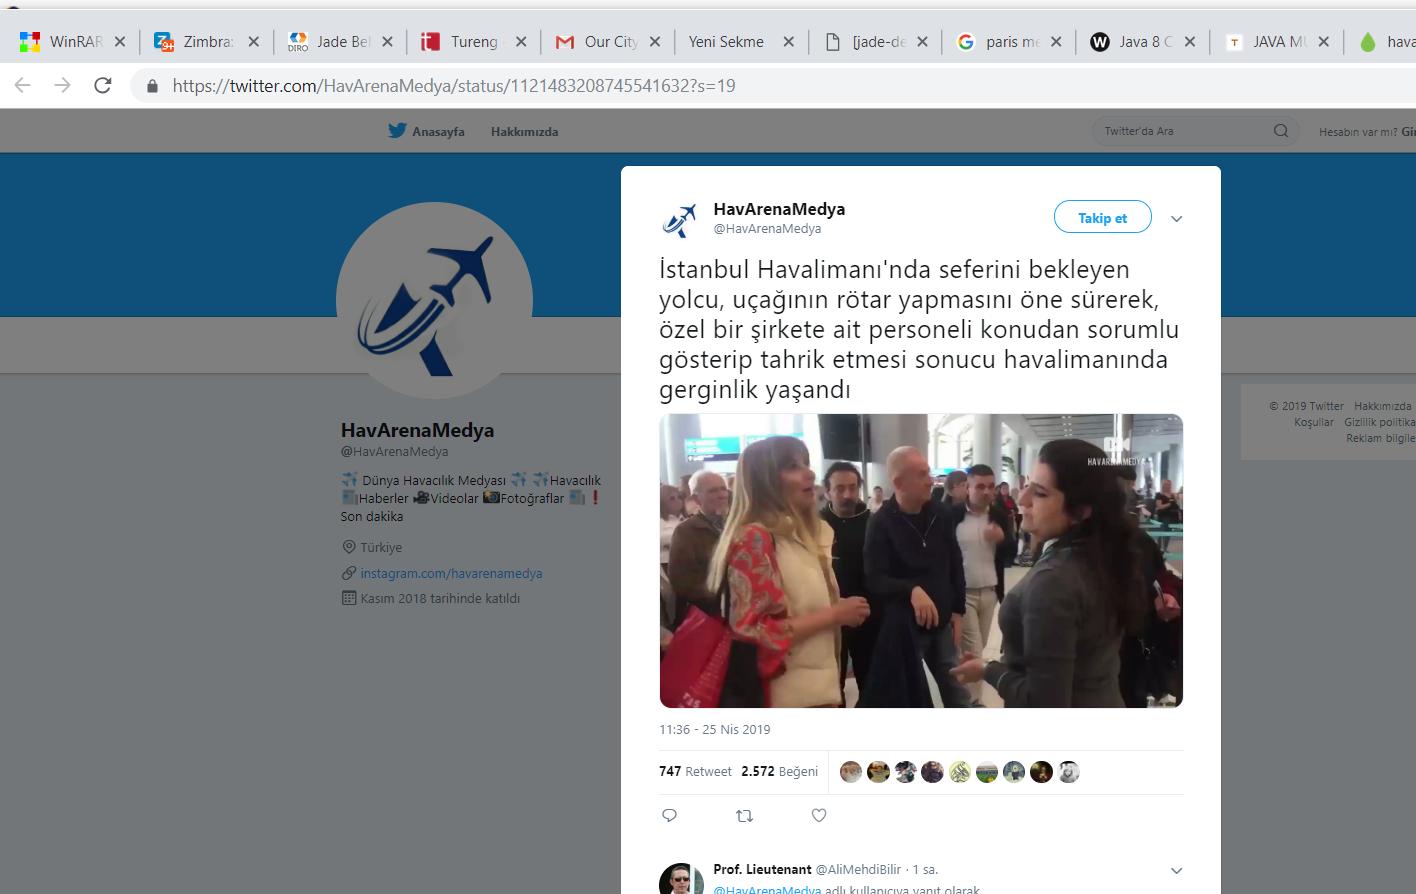 WinRAR
Zimbra:
Jade Bel
Tureng
Our City
Yeni Sekme
[jade-de
paris me
Java 8 C
JAVA MU
hava
https://twitter.com/HavArenaMedya/status/1121483208745541632?s=19
Anasayfa
Hakkımızda
Twitter'da Ara
Hesabın var mı? Gir
HavArenaMedya
@HavArenaMedya
Dünya Havacılık Medyası Havacılık
Haberler Videolar Fotoğraflar
Son dakika
Türkiye
instagram.com/havarenamedya
Kasım 2018 tarihinde katıldı
HavArenaMedya
@HavArenaMedya
Takip et
İstanbul Havalimanı'nda seferini bekleyen
yolcu, uçağının rötar yapmasını öne sürerek,
özel bir şirkete ait personeli konudan sorumlu
gösterip tahrik etmesi sonucu havalimanında
gerginlik yaşandı
HAVARENAMEDYA
11:36 - 25 Nis 2019
747 Retweet 2.572 Beğeni
Prof. Lieutenant @AliMehdiBilir · 1 sa.
@HavArenaMedya adlı kullanıcıya yanıt olarak
© 2019 Twitter Hakkımızda
Koşullar Gizlilik politika
Reklam bilgile